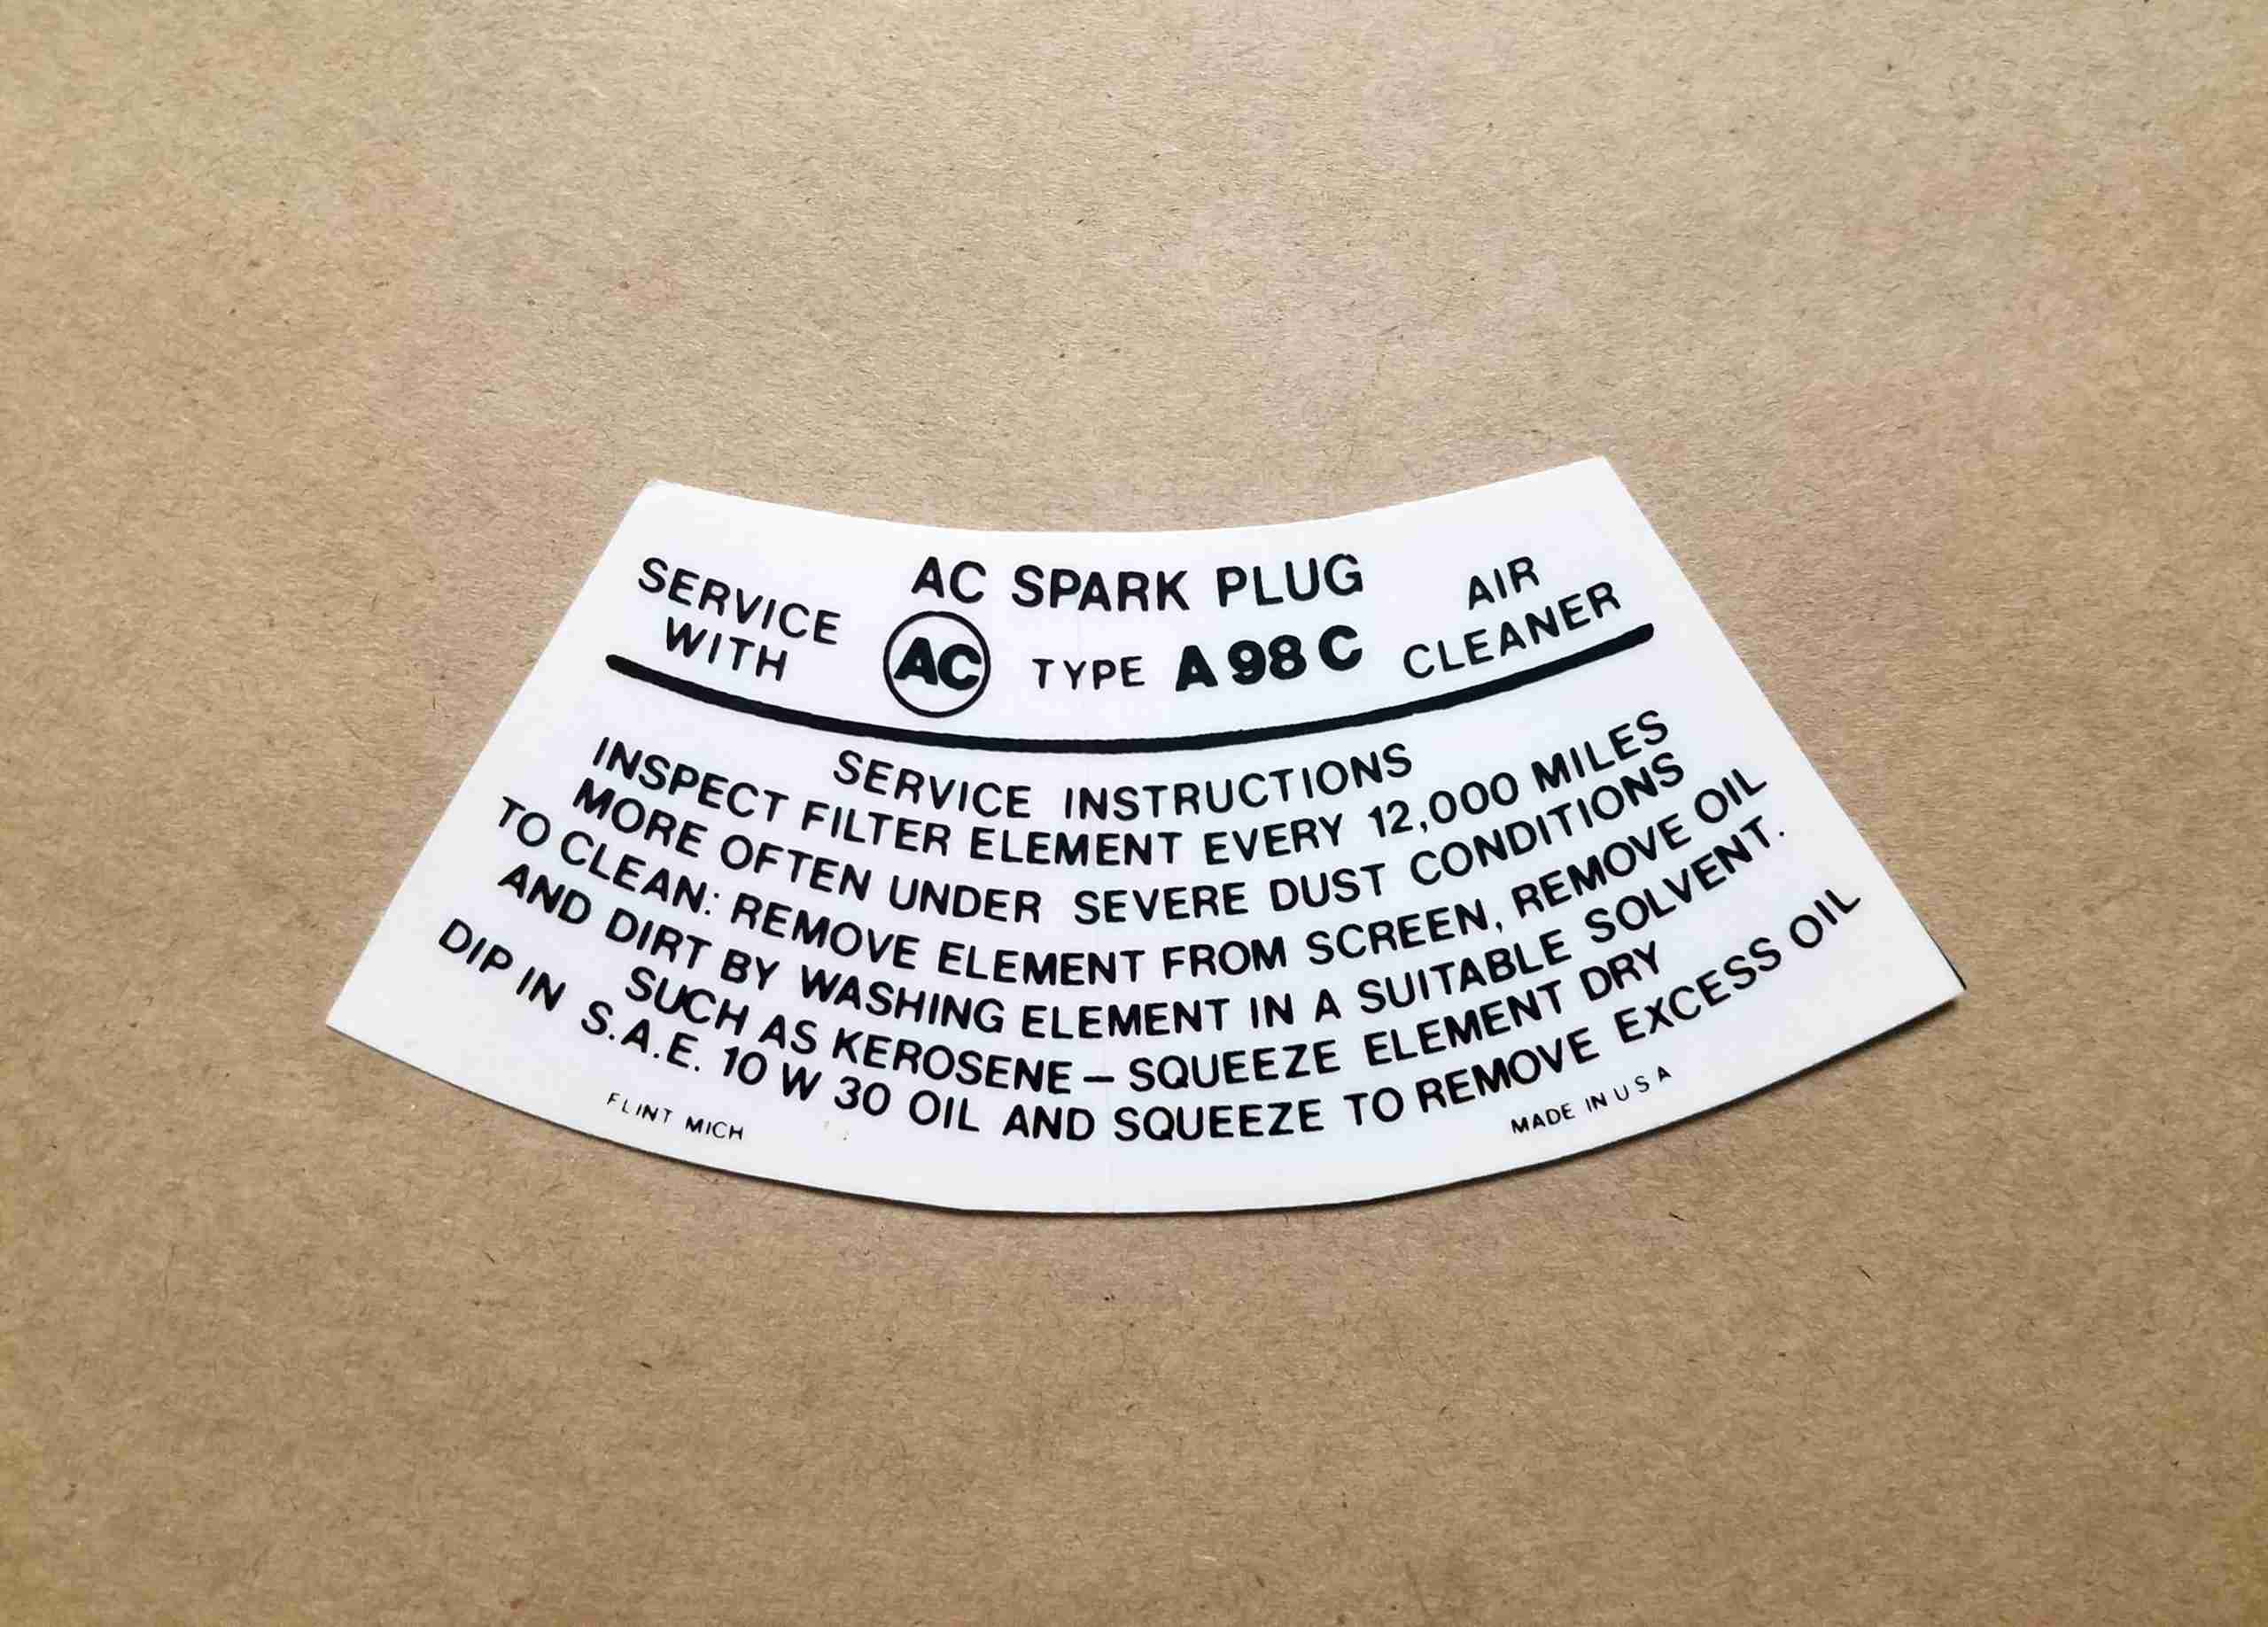 AC SPARK PLUG
SERVICE WITH
AC TYPE A 98 C
AIR CLEANER
SERVICE INSTRUCTIONS
INSPECT FILTER ELEMENT EVERY 12,000 MILES
MORE OFTEN UNDER SEVERE DUST CONDITIONS
TO CLEAN: REMOVE ELEMENT FROM SCREEN, REMOVE OIL
AND DIRT BY WASHING ELEMENT IN A SUITABLE SOLVENT.
SUCH AS KEROSENE – SQUEEZE ELEMENT DRY
DIP IN S.A.E. 10 W 30 OIL AND SQUEEZE TO REMOVE EXCESS OIL
FLINT MICH
MADE IN U S A